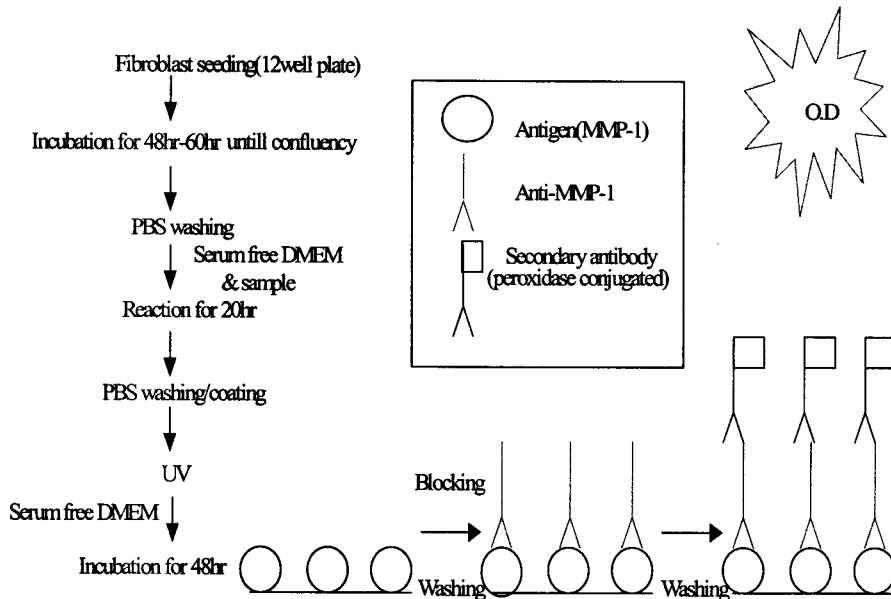 Fibroblast seeding(12well plate)
Incubation for 48hr-60hr untill confluency
PBS washing
Serum free DMEM
& sample
Reaction for 20hr
PBS washing/coating
UV
Serum free DMEM
Incubation for 48hr
Antigen(MMP-1)
Anti-MMP-1
Secondary antibody
(peroxidase conjugated)
O.D
Blocking
Washing
Washing